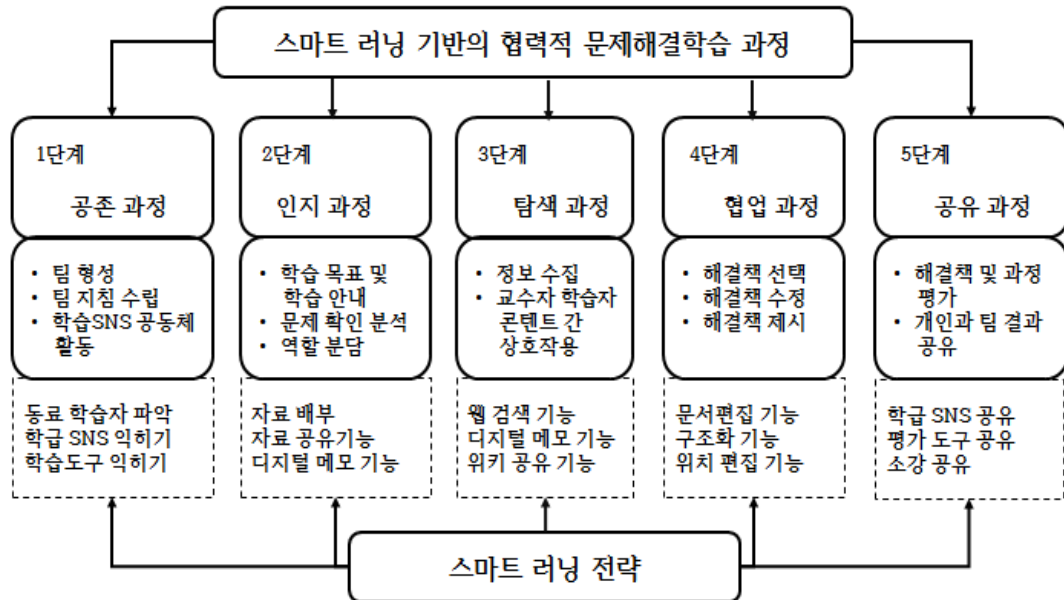 스마트 러닝 기반의 협력적 문제해결학습 과정
1단계
공존 과정
2단계
인지 과정
3단계
탐색 과정
4단계
협업 과정
5단계
공유 과정
• 팀 형성
• 팀 지침 수립
• 학습SNS 공동체
활동
• 학습 목표 및
학습 안내
• 문제 확인 분석
• 역할 분담
• 정보 수집
• 교수자 학습자
콘텐트 간
상호작용
• 해결책 선택
• 해결책 수정
• 해결책 제시
• 해결책 및 과정
평가
• 개인과 팀 결과
공유
동료 학습자 파악
학급 SNS 익히기
학습도구 익히기
자료 배부
자료 공유기능
디지털 메모 기능
웹 검색 기능
디지털 메모 기능
위키 공유 기능
문서편집 기능
구조화 기능
위치 편집 기능
학급 SNS 공유
평가 도구 공유
소강 공유
스마트 러닝 전략